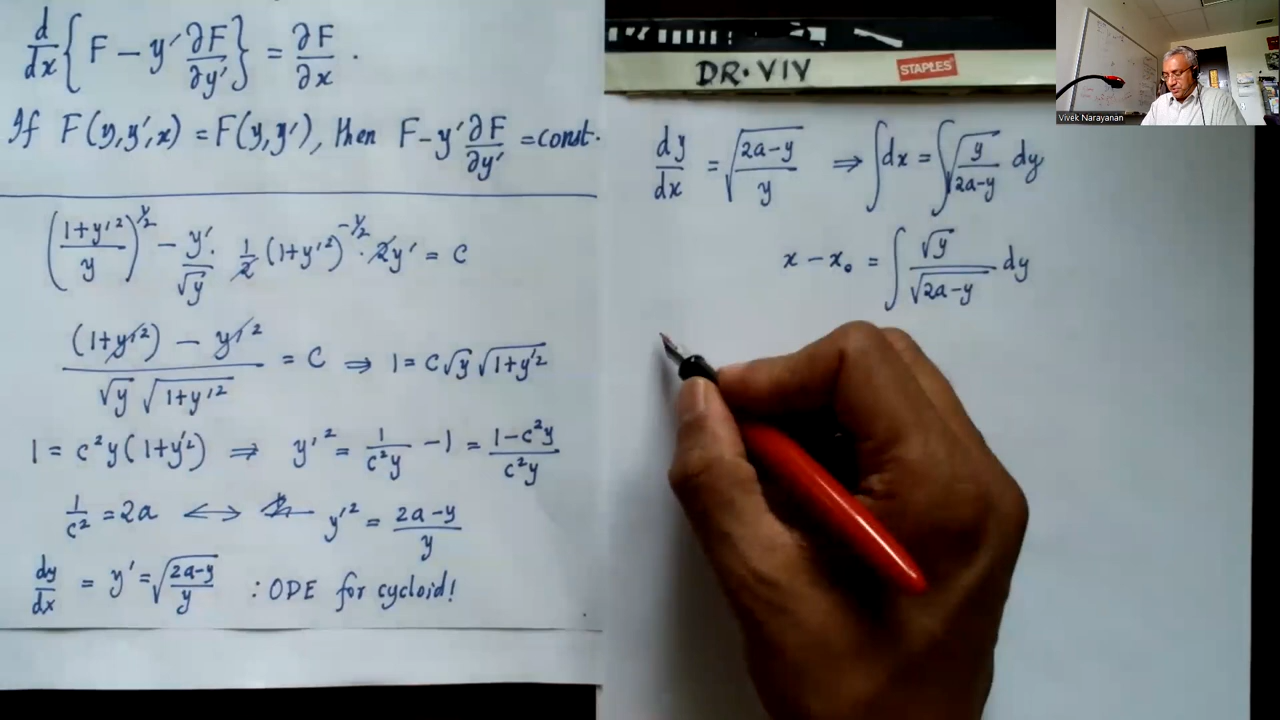 d/dx { F − y′ ∂F/∂y′ } = ∂F/∂x .
If F(y,y′,x) = F(y,y′), then F−y′ ∂F/∂y′ = const.
((1+y′²)/y)^½ − y′/√y 1/2 (1+y′²)^−½ · 2y′ = C
((1+y′²) − y′²)/(√y √(1+y′²)) = C ⇒ 1 = C√y √(1+y′²)
1 = c²y(1+y′²) ⇒ y′² = 1/(c²y) −1 = (1−c²y)/(c²y)
1/c² = 2a ⟷ y′² = (2a−y)/y
dy/dx = y′ = √((2a−y)/y) : ODE for cycloid!
DR. VIV
STAPLES
dy/dx = √((2a−y)/y) ⇒ ∫dx = ∫√(y/(2a−y)) dy
x − x₀ = ∫ √y/√(2a−y) dy
Vivek Narayanan